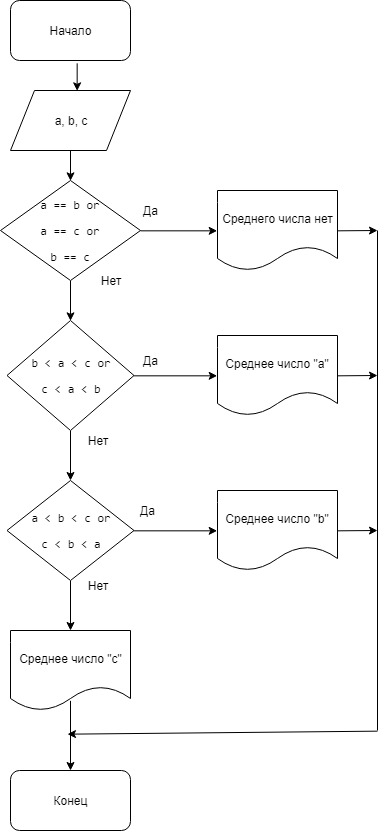 Начало
a, b, c
a == b or
a == c or
b == c
Да
Среднего числа нет
Нет
b < a < c or
c < a < b
Да
Среднее число "a"
Нет
a < b < c or
c < b < a
Да
Среднее число "b"
Нет
Среднее число "c"
Конец